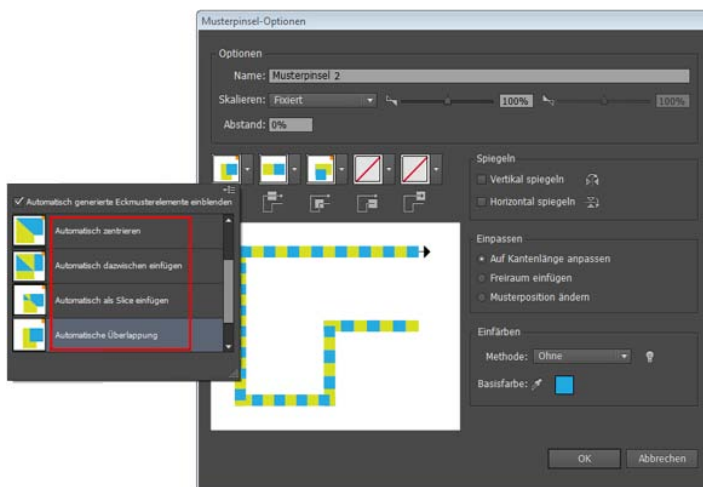 Musterpinsel-Optionen
Optionen
Name: Musterpinsel 2
Skalieren: Fixiert 100% 100%
Abstand: 0%
Automatisch generierte Eckmusterelemente einblenden
Automatisch zentrieren
Automatisch dazwischen einfügen
Automatisch als Slice einfügen
Automatische Überlappung
Spiegeln
Vertikal spiegeln
Horizontal spiegeln
Einpassen
Auf Kantenlänge anpassen
Freiraum einfügen
Musterposition ändern
Einfärben
Methode: Ohne
Basisfarbe:
OK Abbrechen